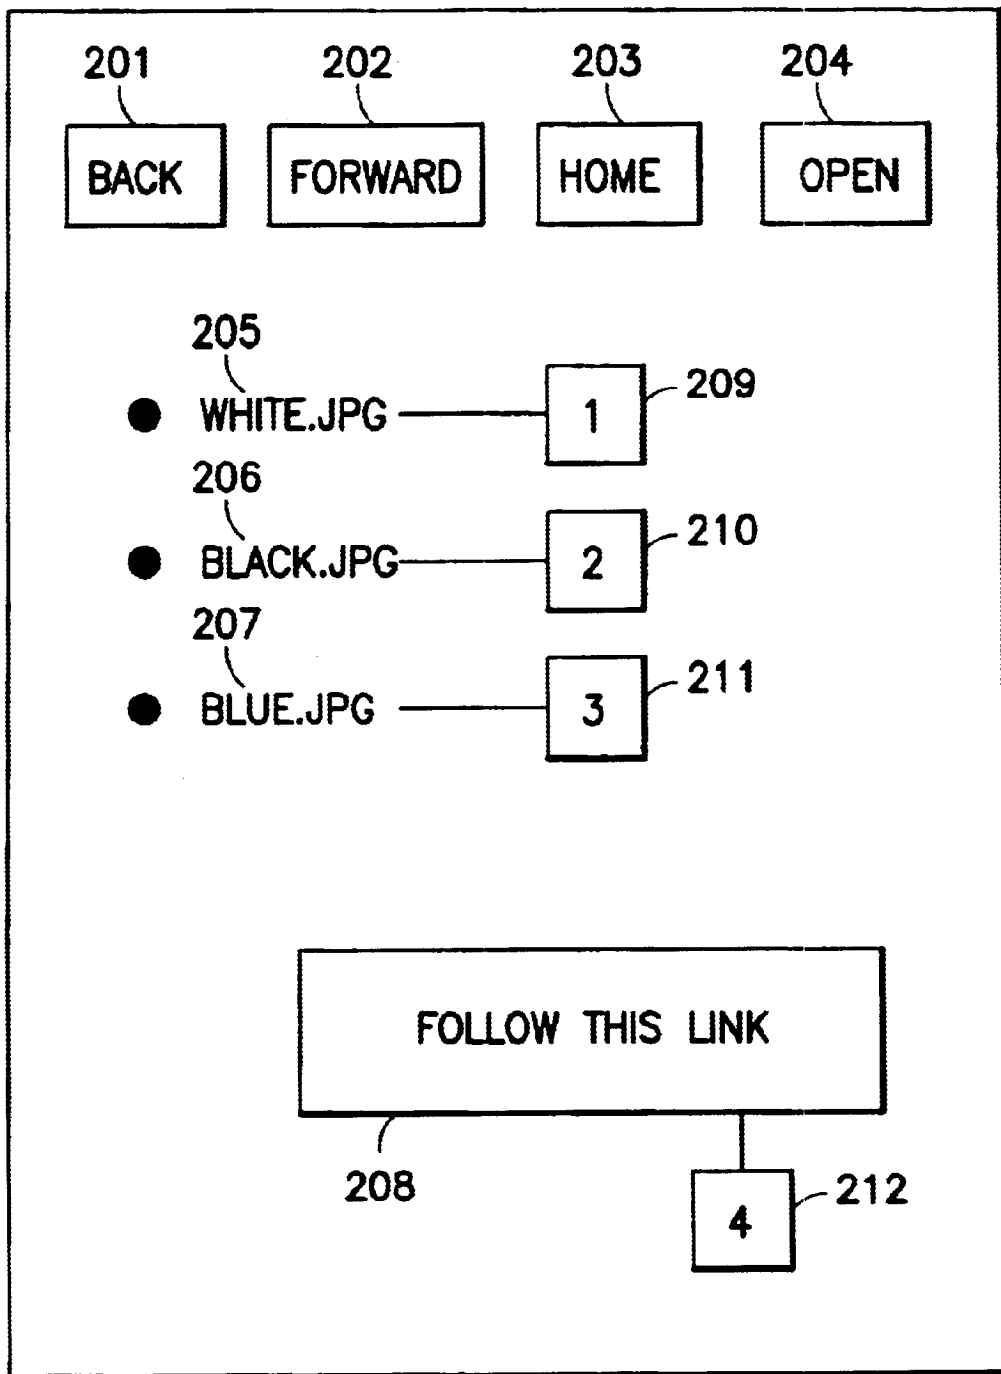 201 202 203 204
BACK FORWARD HOME OPEN
205
WHITE.JPG 1 209
206
BLACK.JPG 2 210
207
BLUE.JPG 3 211
FOLLOW THIS LINK
208
4 212